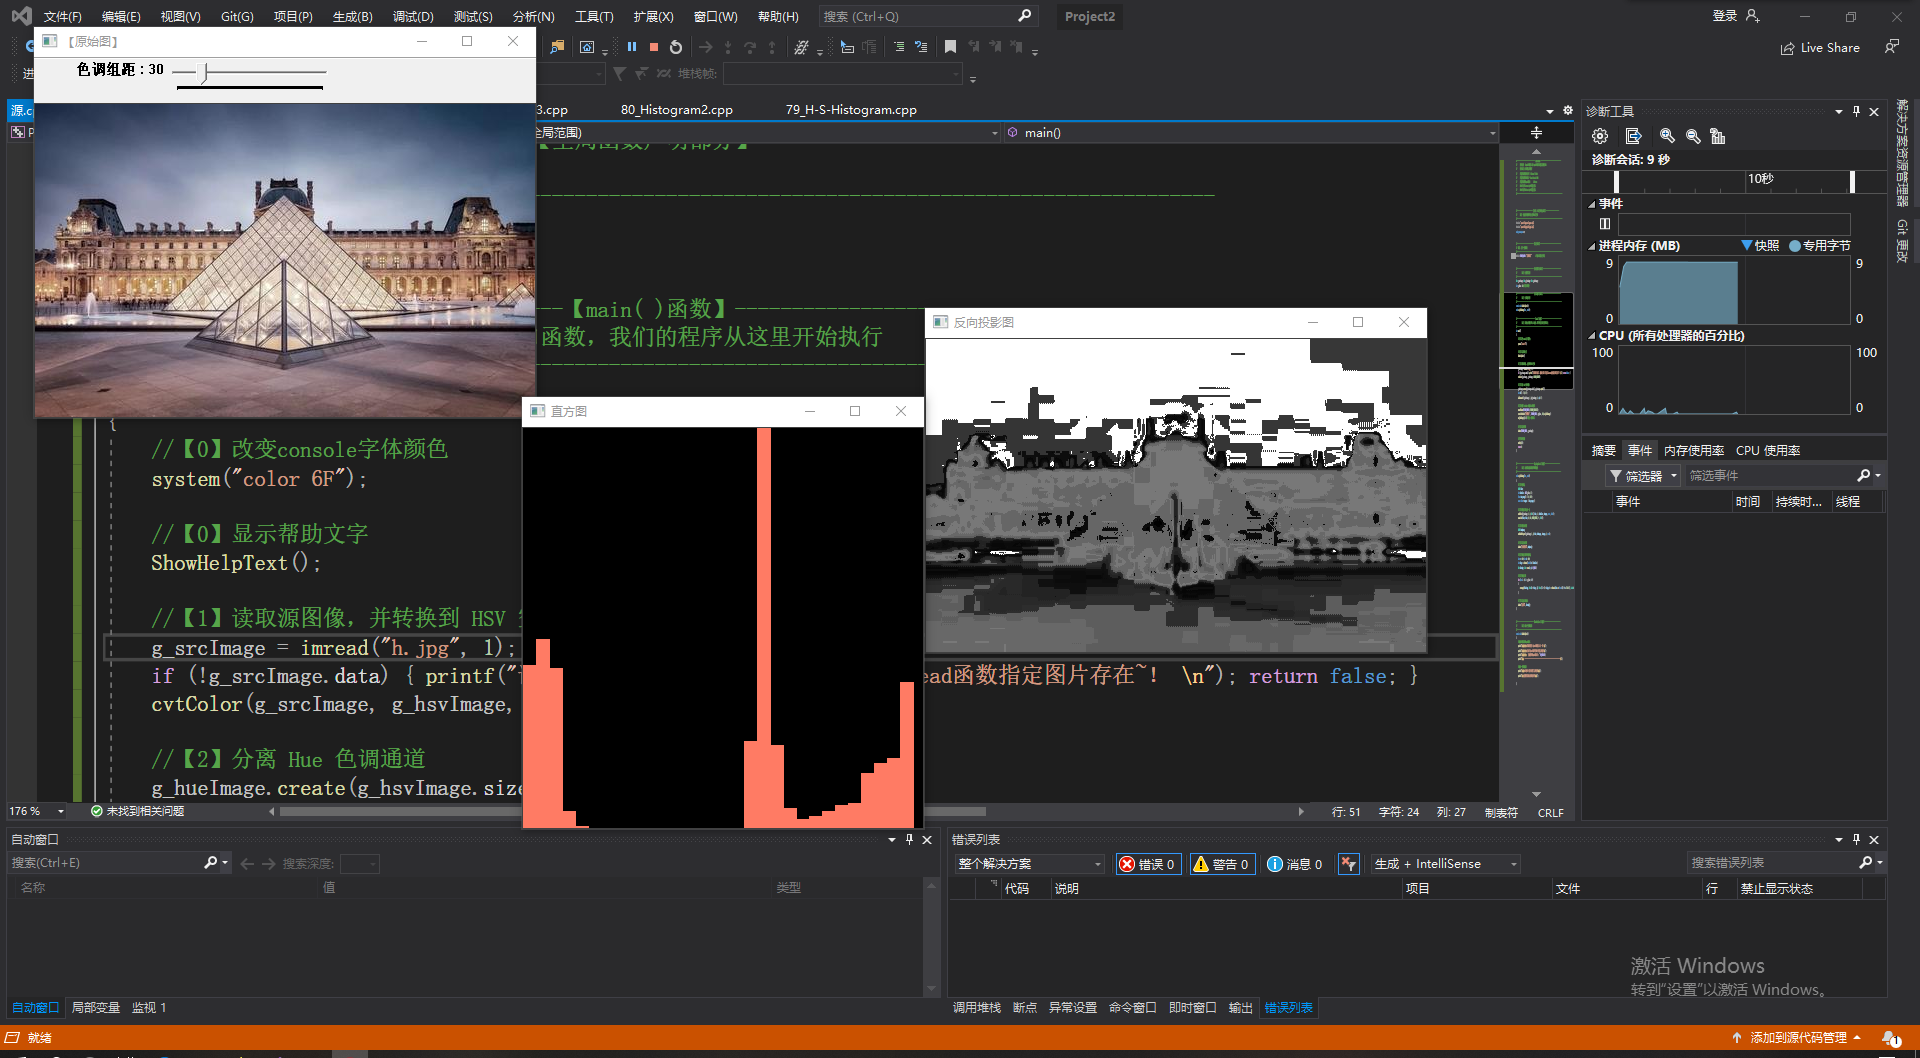 文件(F) 编辑(E) 视图(V) Git(G) 项目(P) 生成(B) 调试(D) 测试(S) 分析(N) 工具(T) 扩展(X) 窗口(W) 帮助(H) 搜索 (Ctrl+Q) Project2 登录
Live Share
【原始图】
色调组距 : 30
堆栈帧:
源.c 3.cpp 80_Histogram2.cpp 79_H-S-Histogram.cpp
全局范围) main()
--【main( )函数】-----------------
函数，我们的程序从这里开始执行
反向投影图
直方图
{
//【0】改变console字体颜色
system("color 6F");
//【0】显示帮助文字
ShowHelpText();
//【1】读取源图像，并转换到 HSV
g_srcImage = imread("h.jpg", 1);
if (!g_srcImage.data) { printf(" ead函数指定图片存在~！ \n"); return false; }
cvtColor(g_srcImage, g_hsvImage,
//【2】分离 Hue 色调通道
g_hueImage.create(g_hsvImage.size
176 % 未找到相关问题 行: 51 字符: 24 列: 27 制表符 CRLF
诊断工具
诊断会话: 9 秒
10秒
事件
进程内存 (MB) 快照 专用字节
9 9
0 0
CPU (所有处理器的百分比)
100 100
0 0
摘要 事件 内存使用率 CPU 使用率
筛选器 筛选事件
事件 时间 持续时... 线程
解决方案资源管理器
Git 更改
自动窗口
搜索(Ctrl+E) 搜索深度:
名称 值 类型
自动窗口 局部变量 监视 1
错误列表
整个解决方案 错误 0 警告 0 消息 0 生成 + IntelliSense 搜索错误列表
代码 说明 项目 文件 行 禁止显示状态
激活 Windows
转到"设置"以激活 Windows。
调用堆栈 断点 异常设置 命令窗口 即时窗口 输出 错误列表
就绪 添加到源代码管理 1